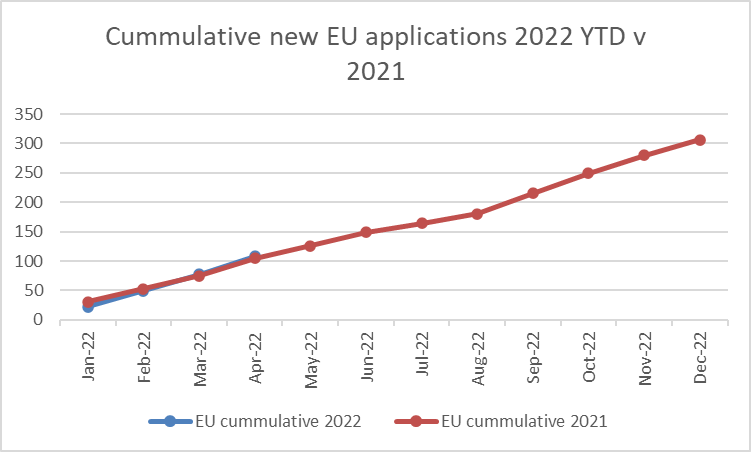 Cummulative new EU applications 2022 YTD v
2021
350
300
250
200
150
100
50
0
Jan-22
Feb-22
Mar-22
Apr-22
May-22
Jun-22
Jul-22
Aug-22
Sep-22
Oct-22
Nov-22
Dec-22
EU cummulative 2022
EU cummulative 2021